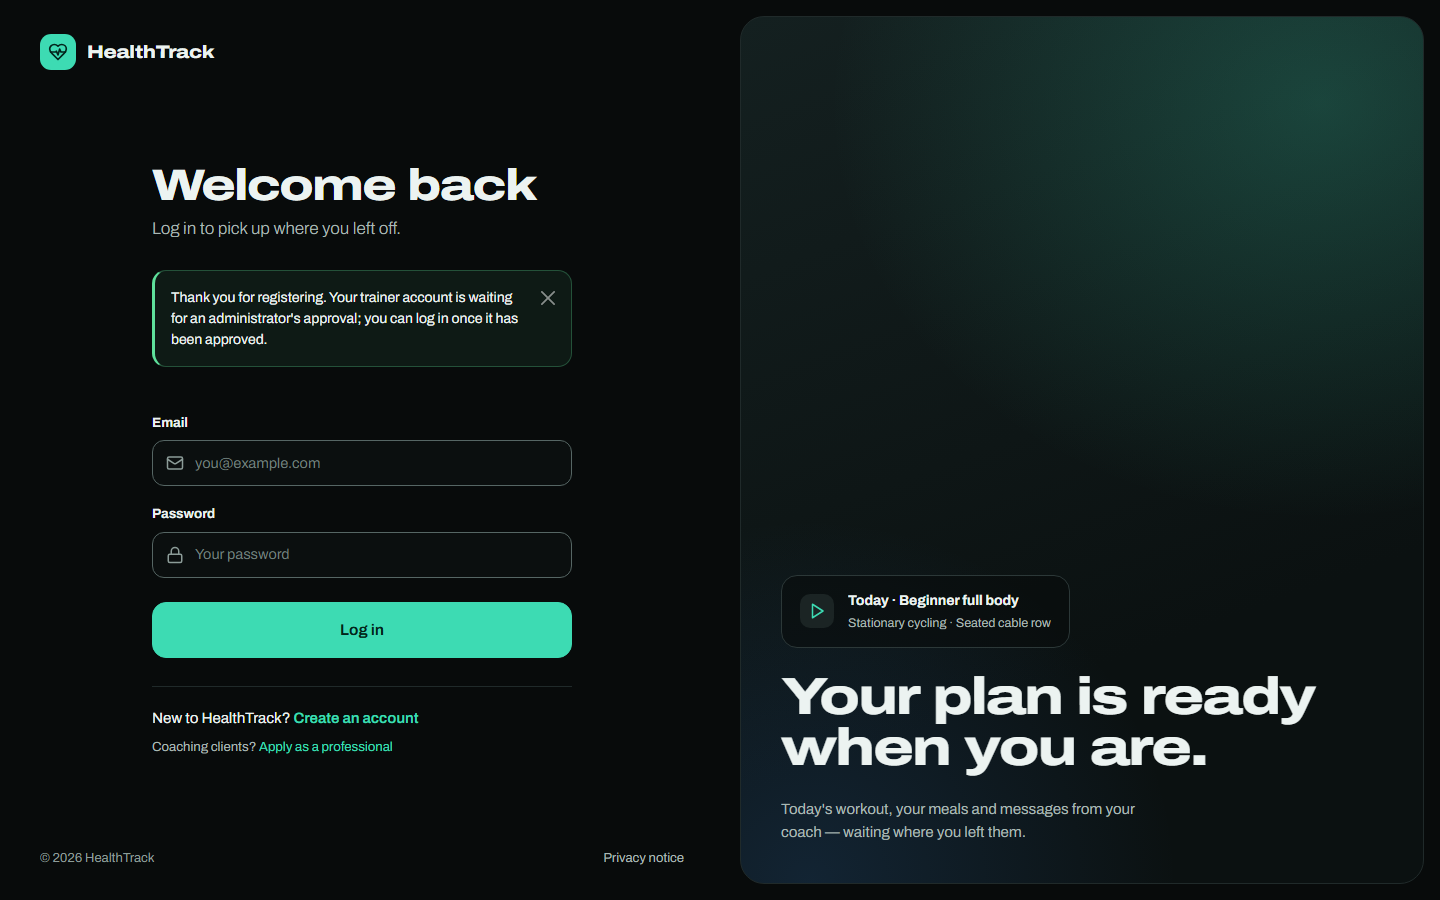 HealthTrack
Welcome back
Log in to pick up where you left off.
Thank you for registering. Your trainer account is waiting
for an administrator's approval; you can log in once it has
been approved.
Email
you@example.com
Password
Your password
Log in
New to HealthTrack? Create an account
Coaching clients? Apply as a professional
© 2026 HealthTrack
Privacy notice
Today · Beginner full body
Stationary cycling · Seated cable row
Your plan is ready
when you are.
Today's workout, your meals and messages from your
coach — waiting where you left them.